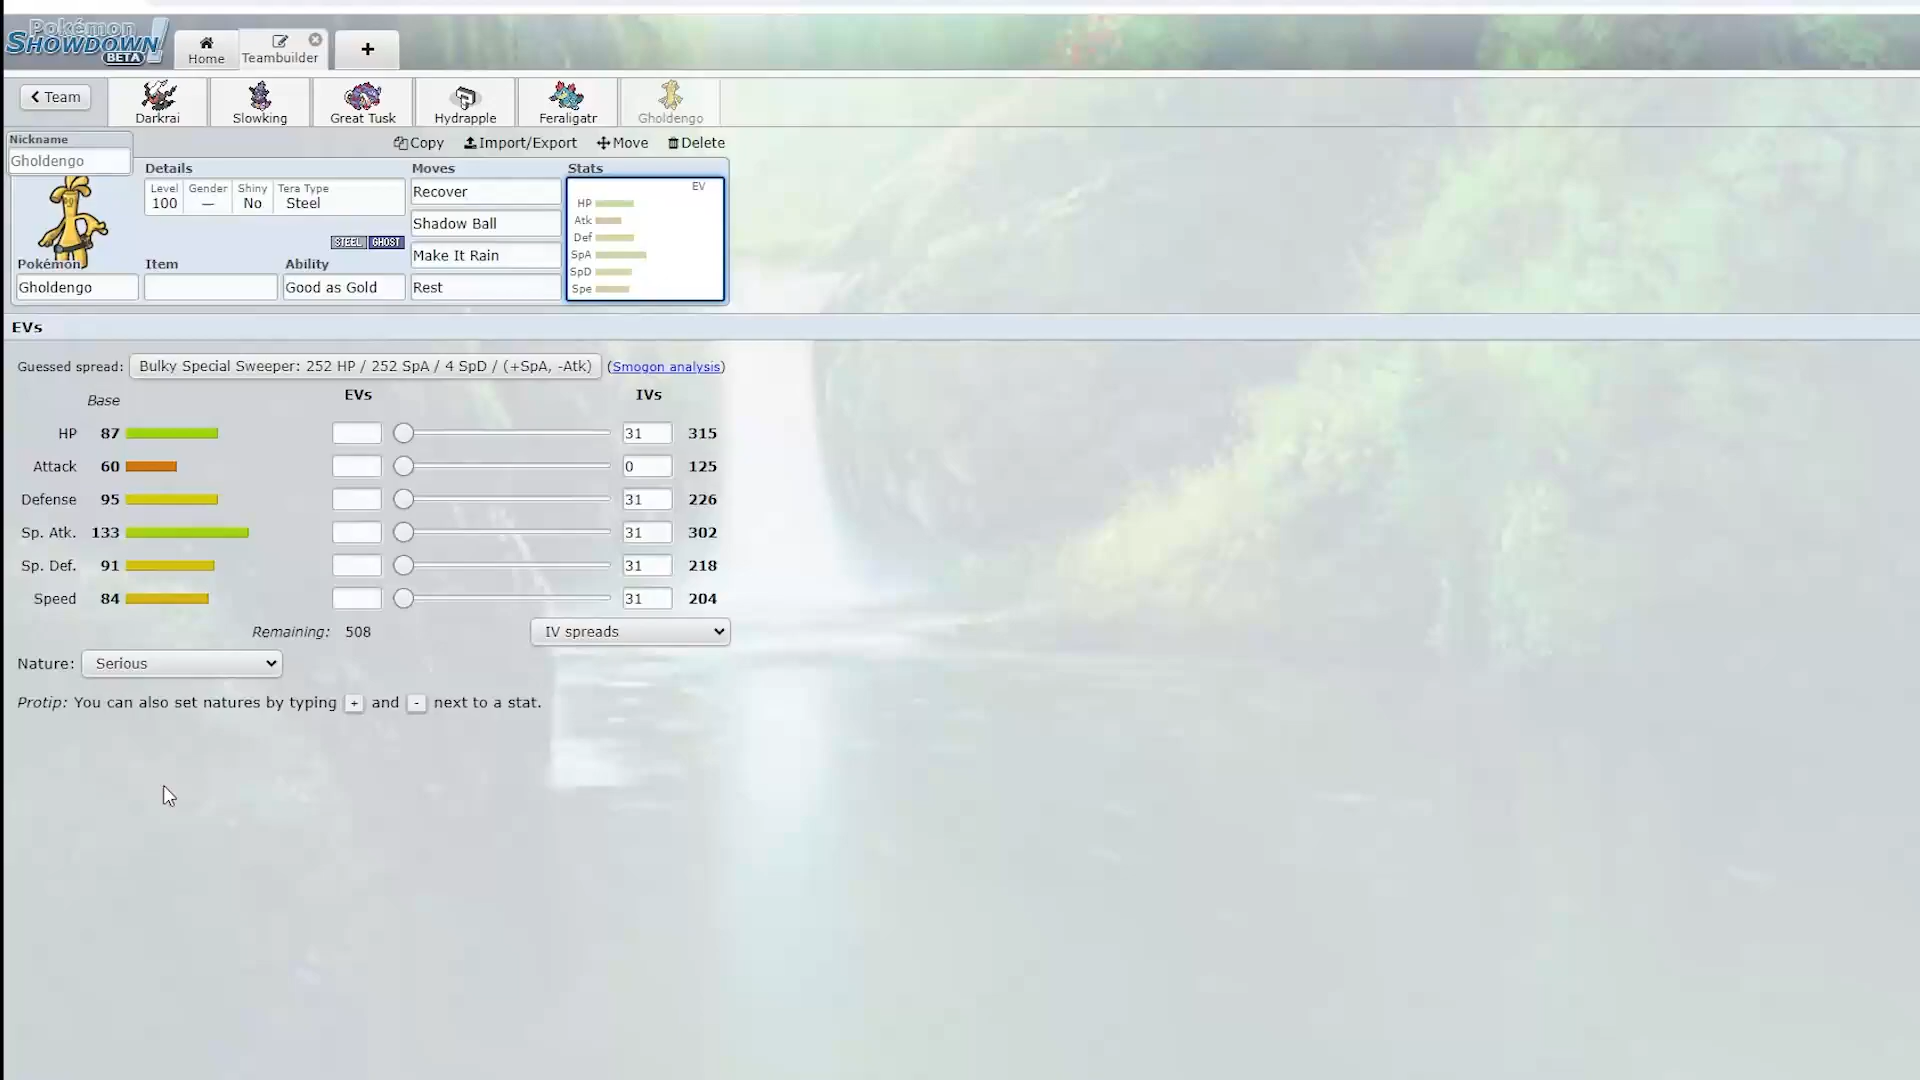 Pokémon
SHOWDOWN!
BETA
Home
Teambuilder
+
Team
Darkrai
Slowking
Great Tusk
Hydrapple
Feraligatr
Gholdengo
Nickname
Gholdengo
Copy
Import/Export
Move
Delete
Details
Level Gender Shiny Tera Type
100 — No Steel
STEEL GHOST
Pokémon
Gholdengo
Item
Ability
Good as Gold
Moves
Recover
Shadow Ball
Make It Rain
Rest
Stats
EV
HP
Atk
Def
SpA
SpD
Spe
EVs
Guessed spread: Bulky Special Sweeper: 252 HP / 252 SpA / 4 SpD / (+SpA, -Atk) (Smogon analysis)
Base EVs IVs
HP 87 31 315
Attack 60 0 125
Defense 95 31 226
Sp. Atk. 133 31 302
Sp. Def. 91 31 218
Speed 84 31 204
Remaining: 508 IV spreads
Nature: Serious
Protip: You can also set natures by typing + and - next to a stat.